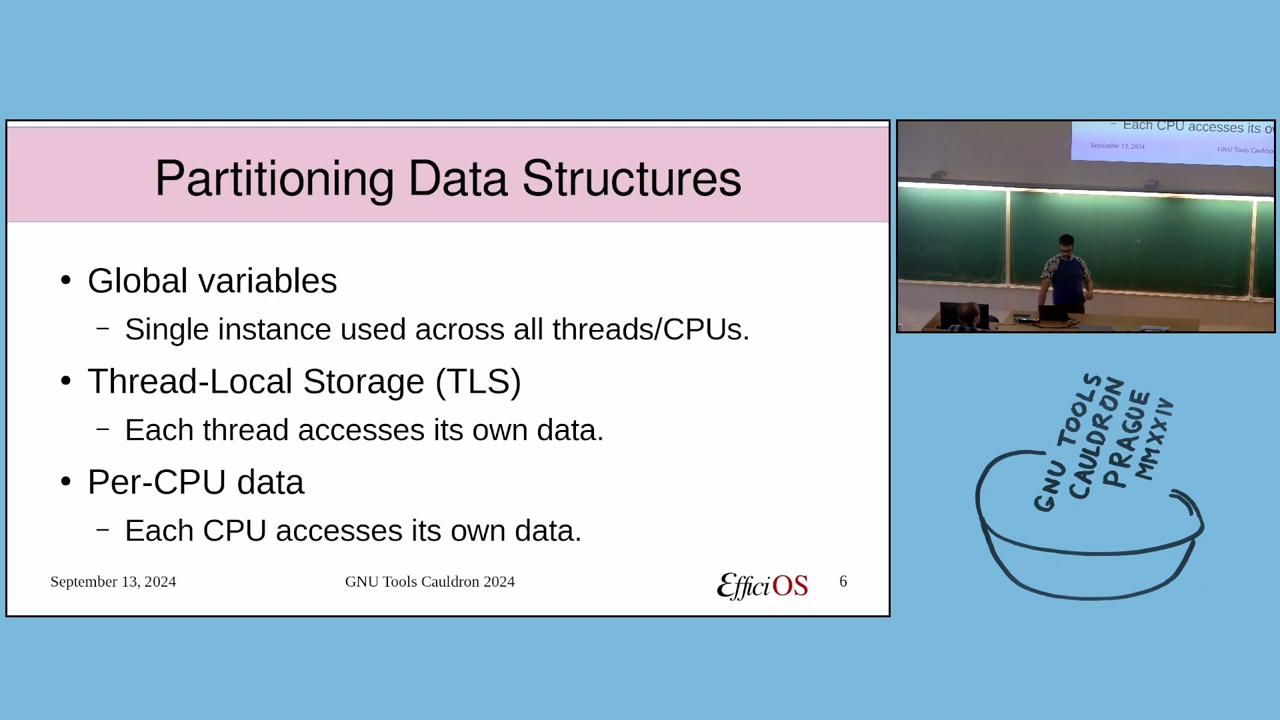 Partitioning Data Structures
• Global variables
– Single instance used across all threads/CPUs.
• Thread-Local Storage (TLS)
– Each thread accesses its own data.
• Per-CPU data
– Each CPU accesses its own data.
September 13, 2024 GNU Tools Cauldron 2024 EfficiOS 6
– Each CPU accesses its o
September 13, 2024 GNU Tools Cauldron
GNU TOOLS
CAULDRON
PRAGUE
MMXXIV